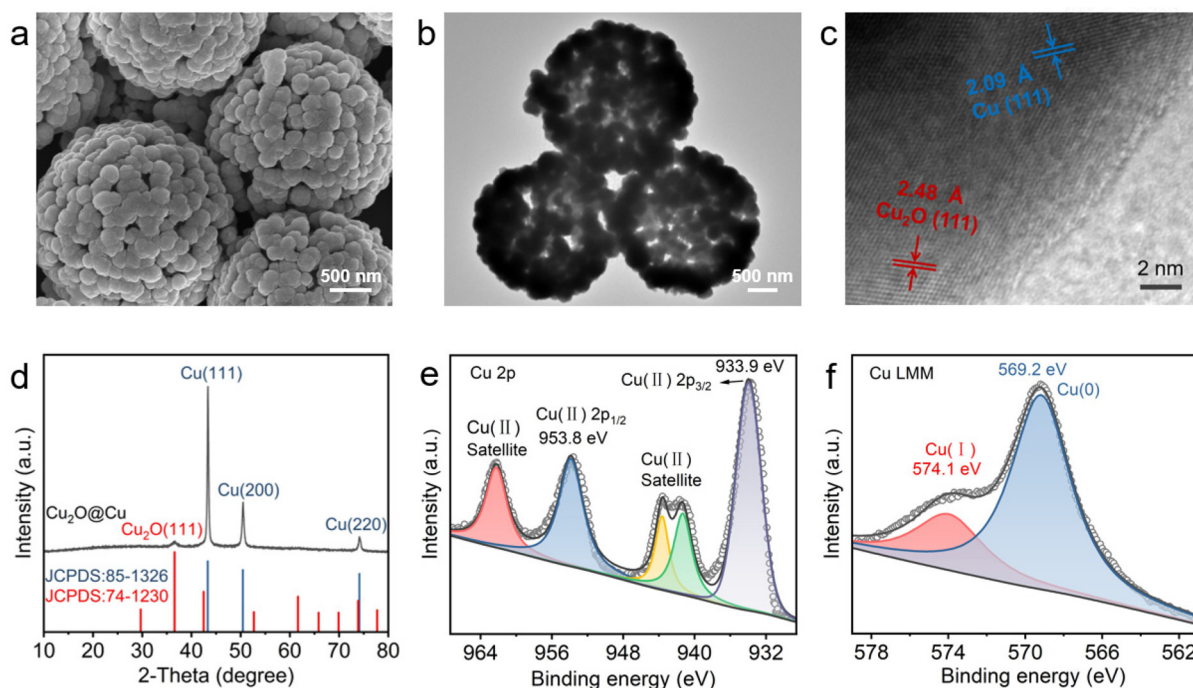 a
500 nm
b
500 nm
c
2.09 Å
Cu (111)
2.48 Å
Cu₂O (111)
2 nm
d
Cu(111)
Cu(200)
Cu₂O@Cu
Cu₂O(111)
Cu(220)
JCPDS:85-1326
JCPDS:74-1230
Intensity (a.u.)
10 20 30 40 50 60 70 80
2-Theta (degree)
e
Cu 2p
933.9 eV
Cu(Ⅱ) 2p₃/₂
Cu(Ⅱ) 2p₁/₂
953.8 eV
Cu(Ⅱ)
Satellite
Cu(Ⅱ)
Satellite
Intensity (a.u.)
964 956 948 940 932
Binding energy (eV)
f
Cu LMM
569.2 eV
Cu(0)
Cu(Ⅰ)
574.1 eV
Intensity (a.u.)
578 574 570 566 562
Binding energy (eV)